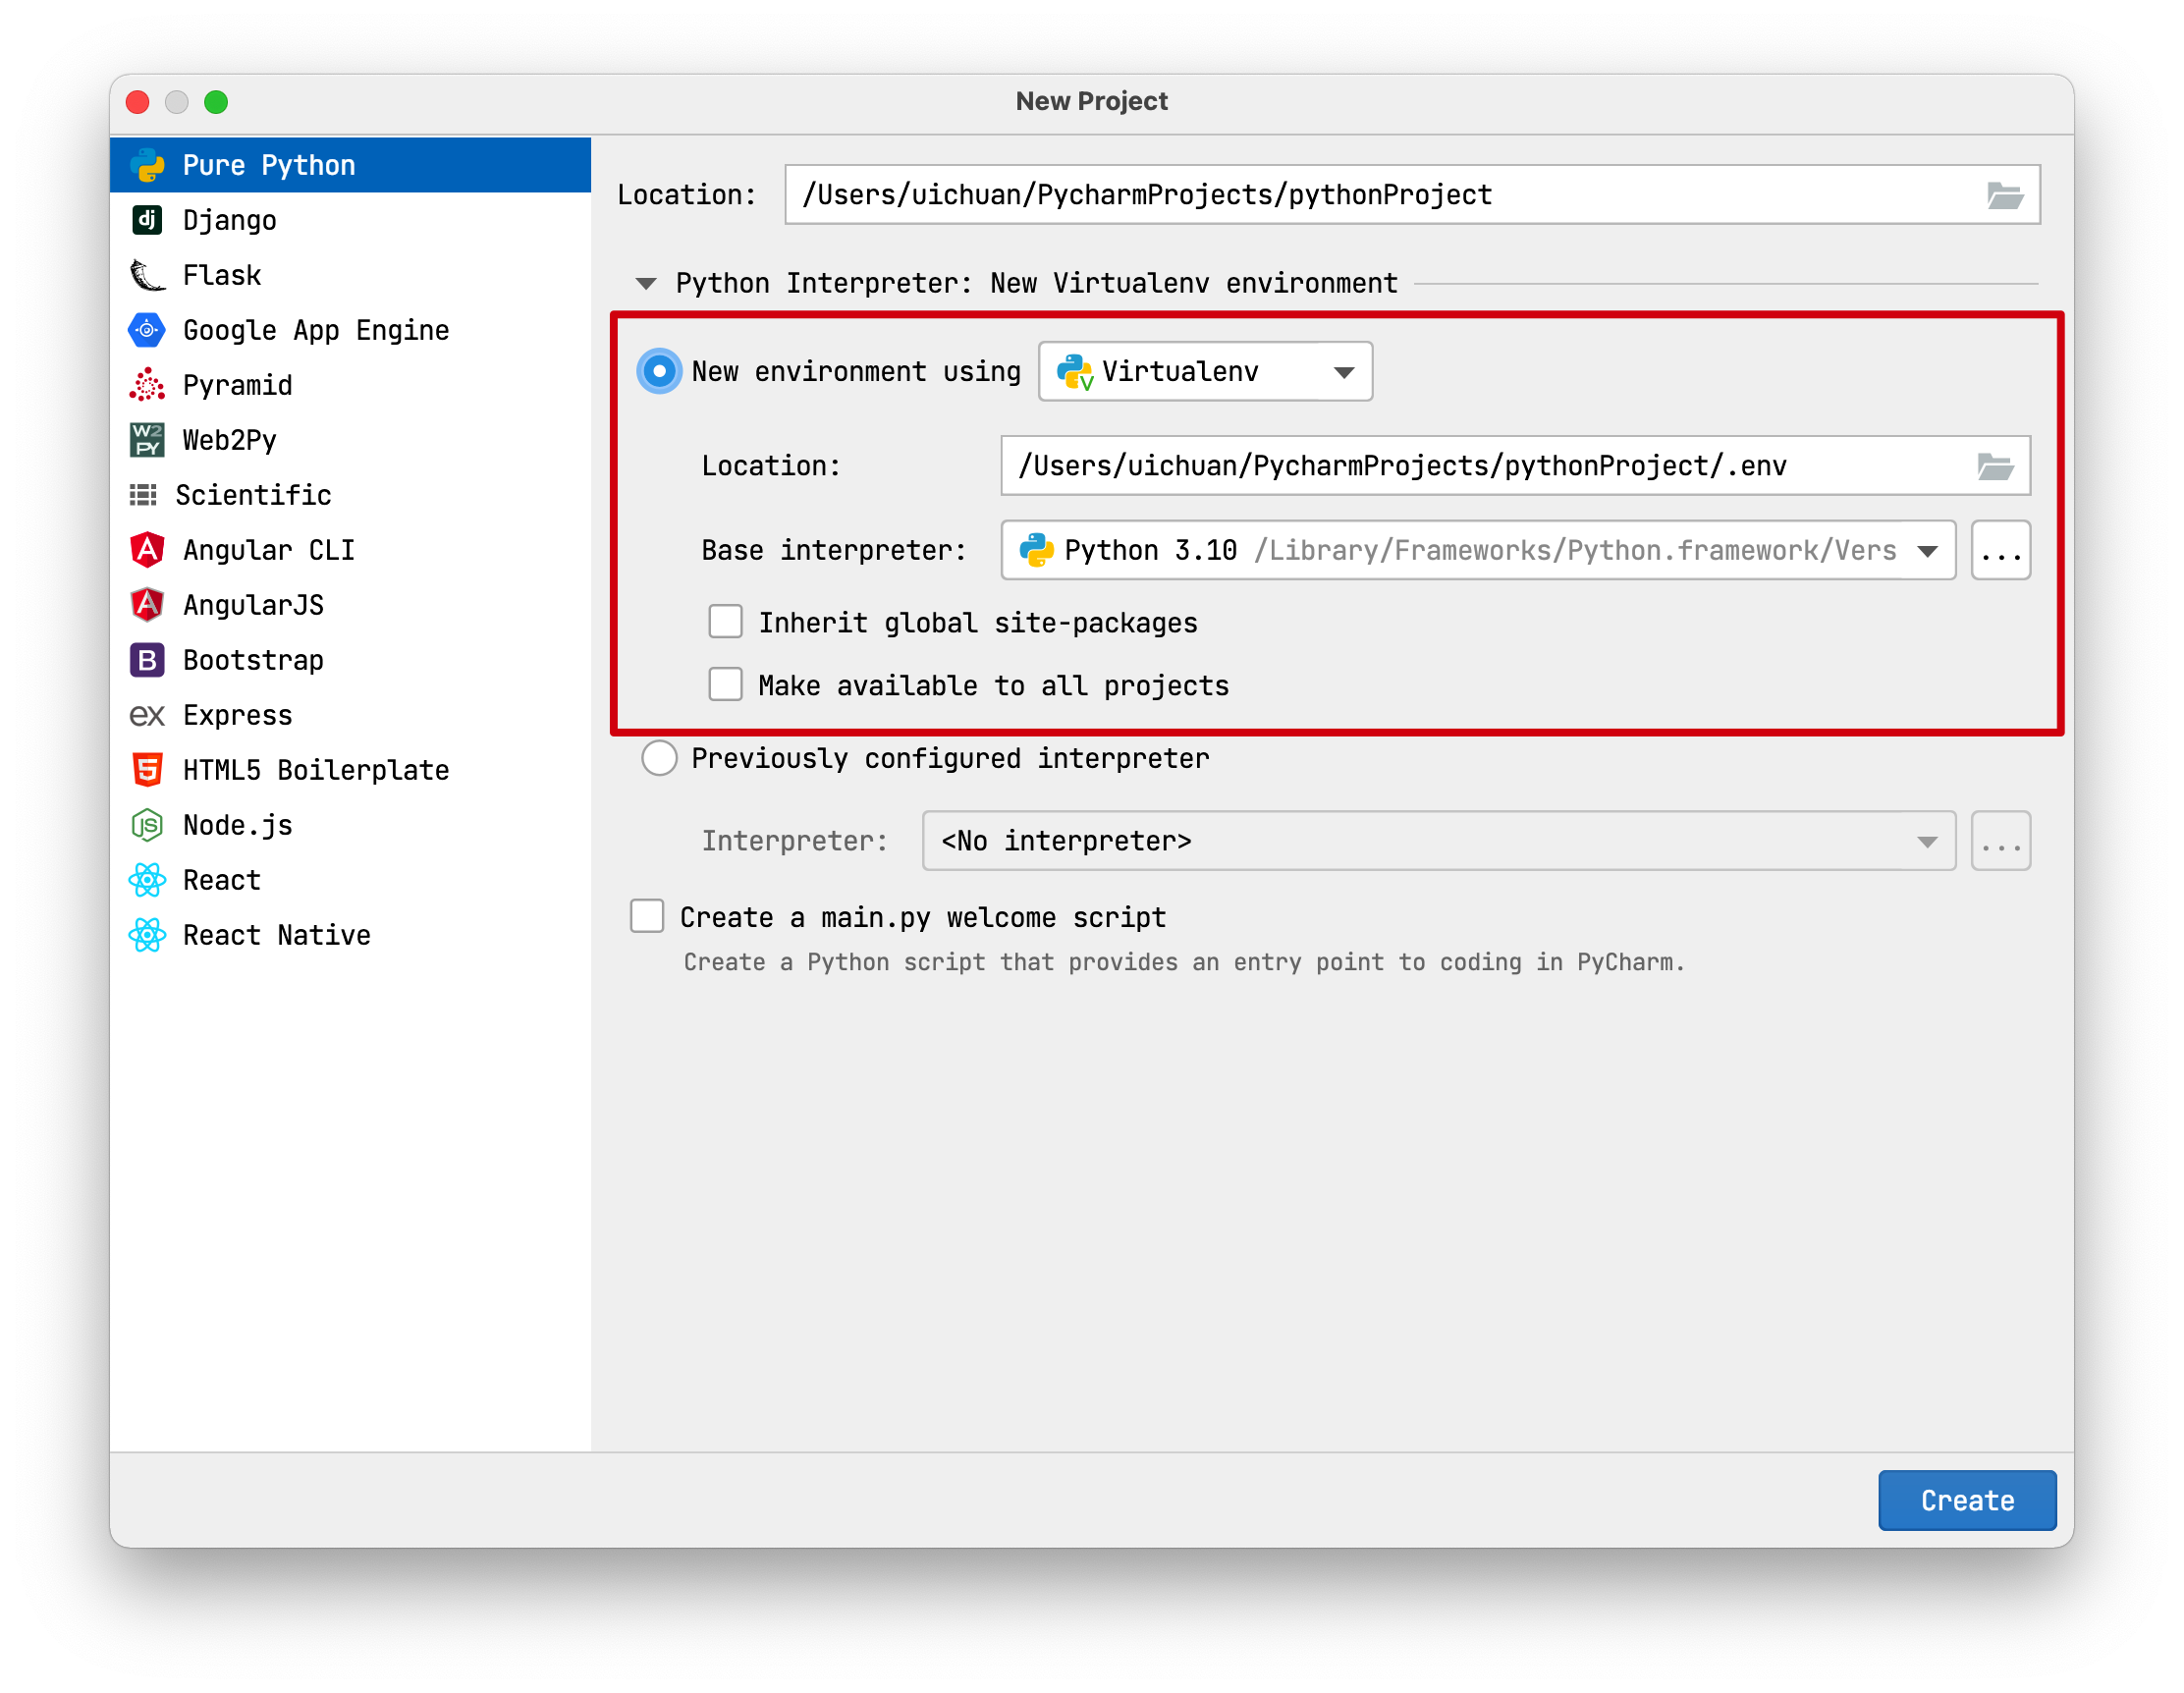 New Project
Pure Python
Django
Flask
Google App Engine
Pyramid
Web2Py
Scientific
Angular CLI
AngularJS
Bootstrap
Express
HTML5 Boilerplate
Node.js
React
React Native
Location: /Users/uichuan/PycharmProjects/pythonProject
Python Interpreter: New Virtualenv environment
New environment using Virtualenv
Location: /Users/uichuan/PycharmProjects/pythonProject/.env
Base interpreter: Python 3.10 /Library/Frameworks/Python.framework/Vers ...
Inherit global site-packages
Make available to all projects
Previously configured interpreter
Interpreter: <No interpreter> ...
Create a main.py welcome script
Create a Python script that provides an entry point to coding in PyCharm.
Create